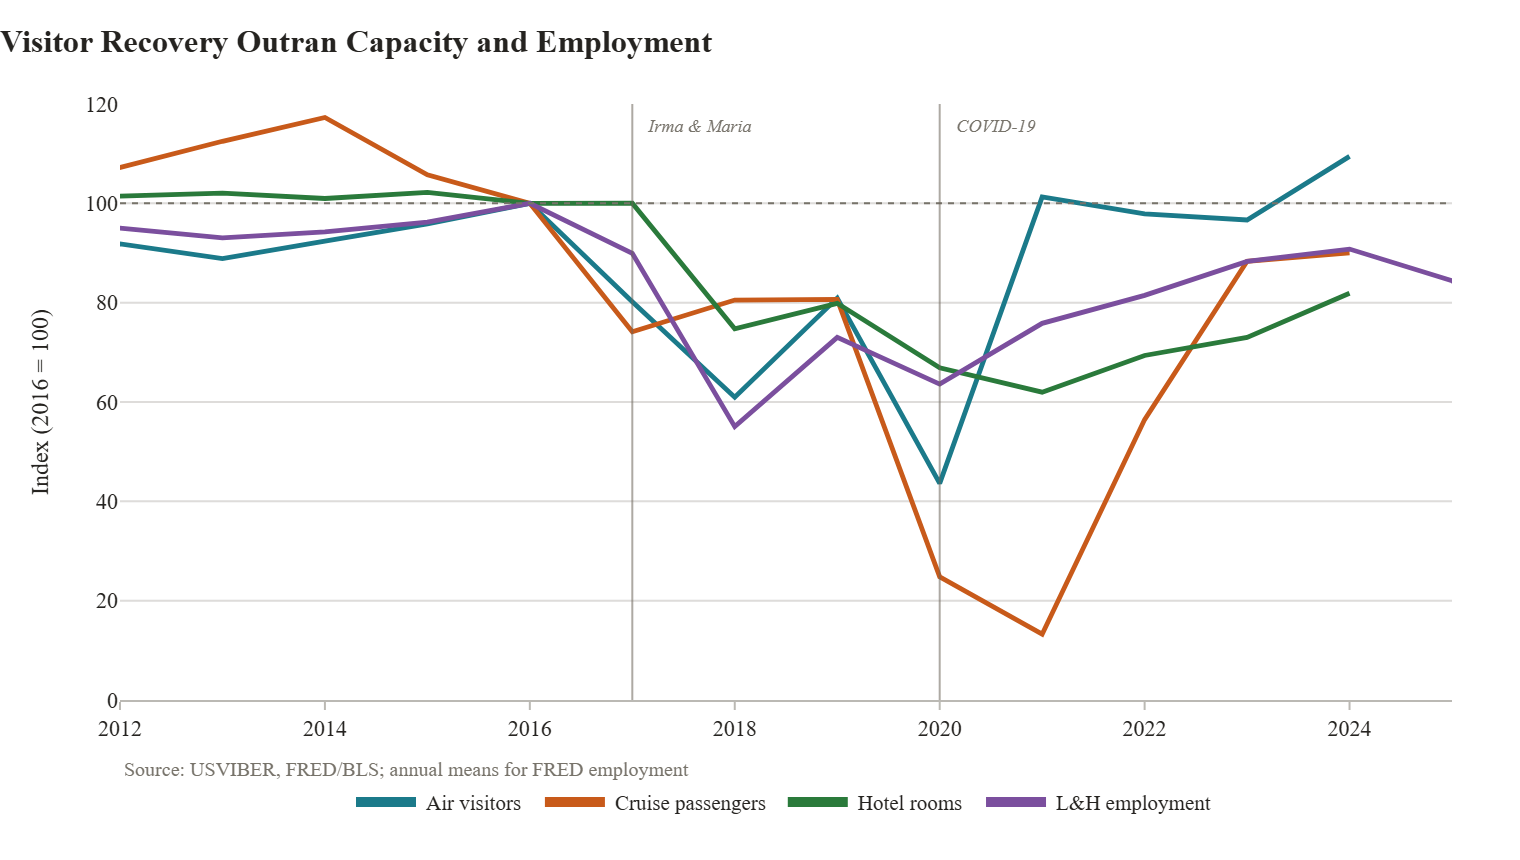 Visitor Recovery Outran Capacity and Employment
120
Irma & Maria
COVID-19
100
80
60
40
20
0
Index (2016 = 100)
2012 2014 2016 2018 2020 2022 2024
Source: USVIBER, FRED/BLS; annual means for FRED employment
Air visitors Cruise passengers Hotel rooms L&H employment